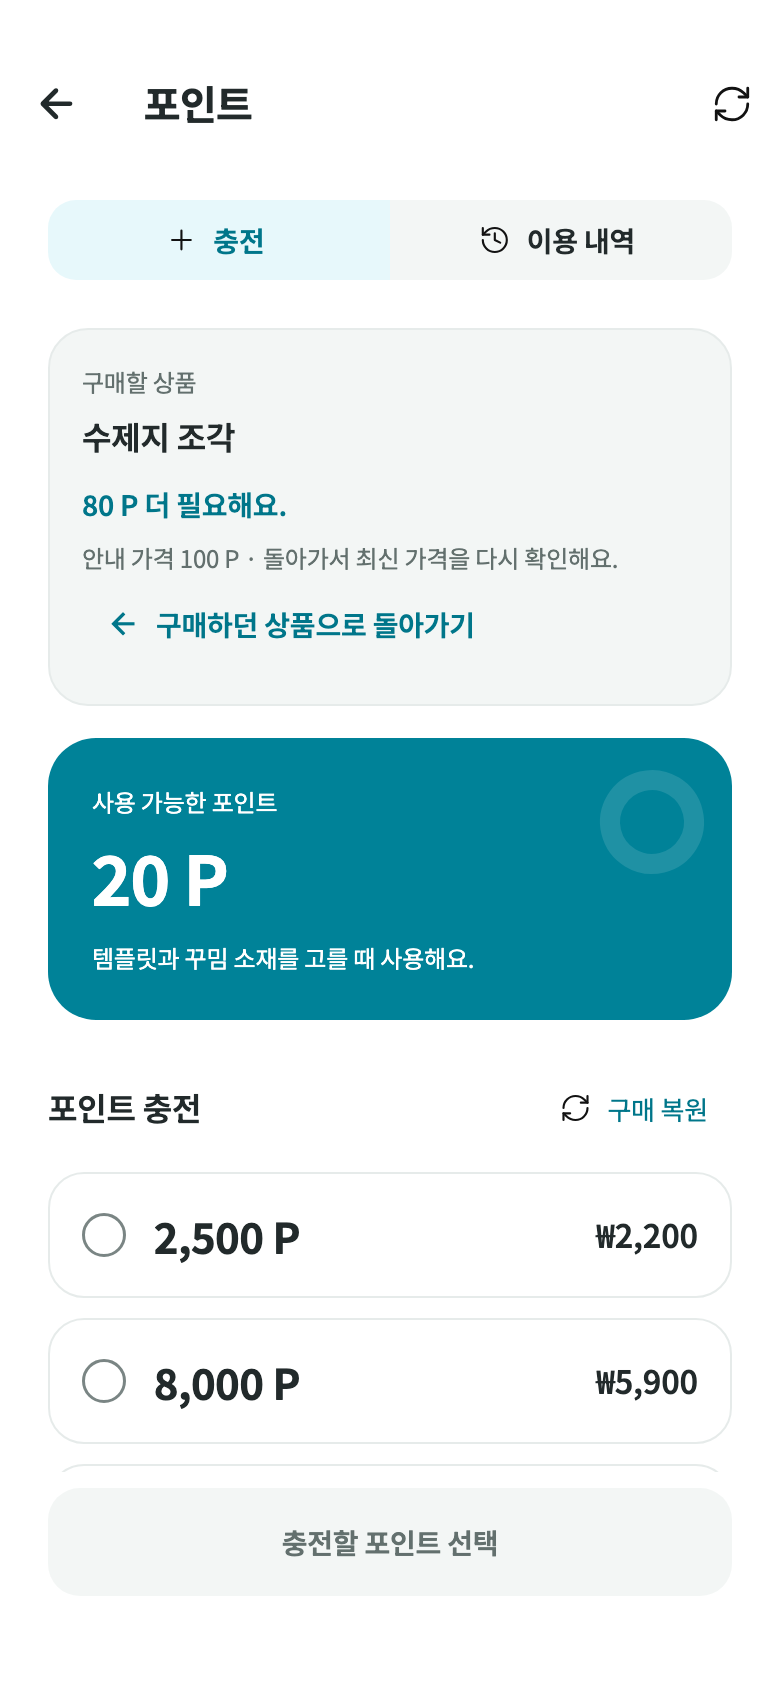 포인트
충전
이용 내역
구매할 상품
수제지 조각
80 P 더 필요해요.
안내 가격 100 P · 돌아가서 최신 가격을 다시 확인해요.
구매하던 상품으로 돌아가기
사용 가능한 포인트
20 P
템플릿과 꾸밈 소재를 고를 때 사용해요.
포인트 충전
구매 복원
2,500 P
₩2,200
8,000 P
₩5,900
충전할 포인트 선택